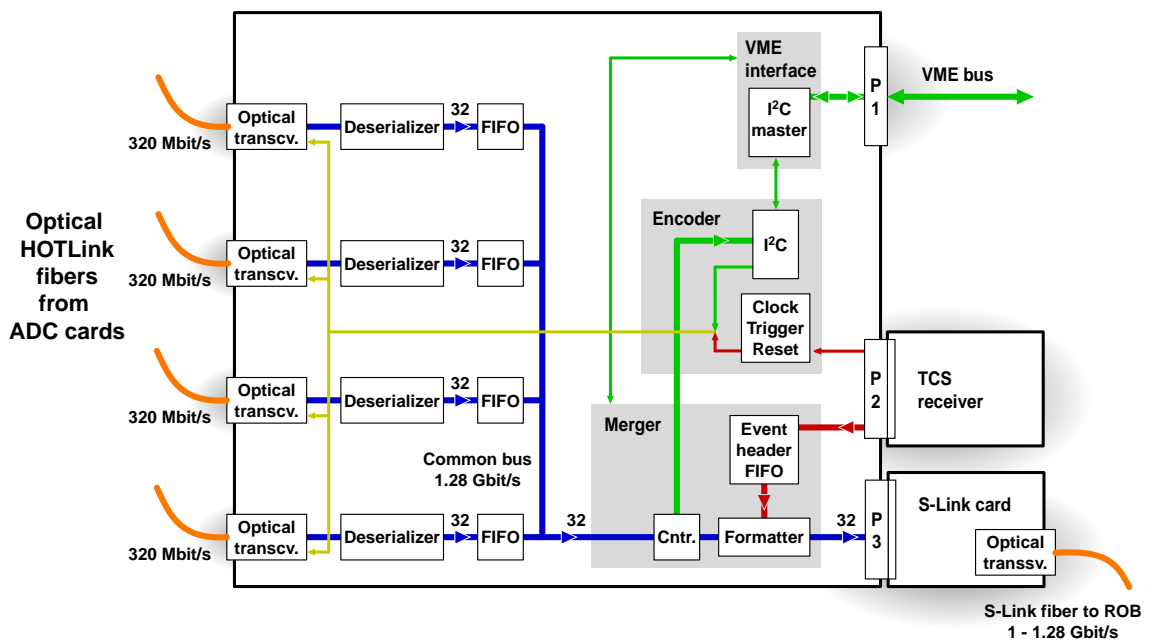 VME
interface
I²C
master
P
1
VME bus
Optical
transcv.
320 Mbit/s
Deserializer
32
FIFO
Optical
HOTLink
fibers
from
ADC cards
Optical
transcv.
320 Mbit/s
Deserializer
32
FIFO
Encoder
I²C
Clock
Trigger
Reset
P
2
TCS
receiver
Optical
transcv.
320 Mbit/s
Deserializer
32
FIFO
Merger
Event
header
FIFO
Common bus
1.28 Gbit/s
Optical
transcv.
320 Mbit/s
Deserializer
32
FIFO
32
Cntr.
Formatter
32
P
3
S-Link card
Optical
transsv.
S-Link fiber to ROB
1 - 1.28 Gbit/s